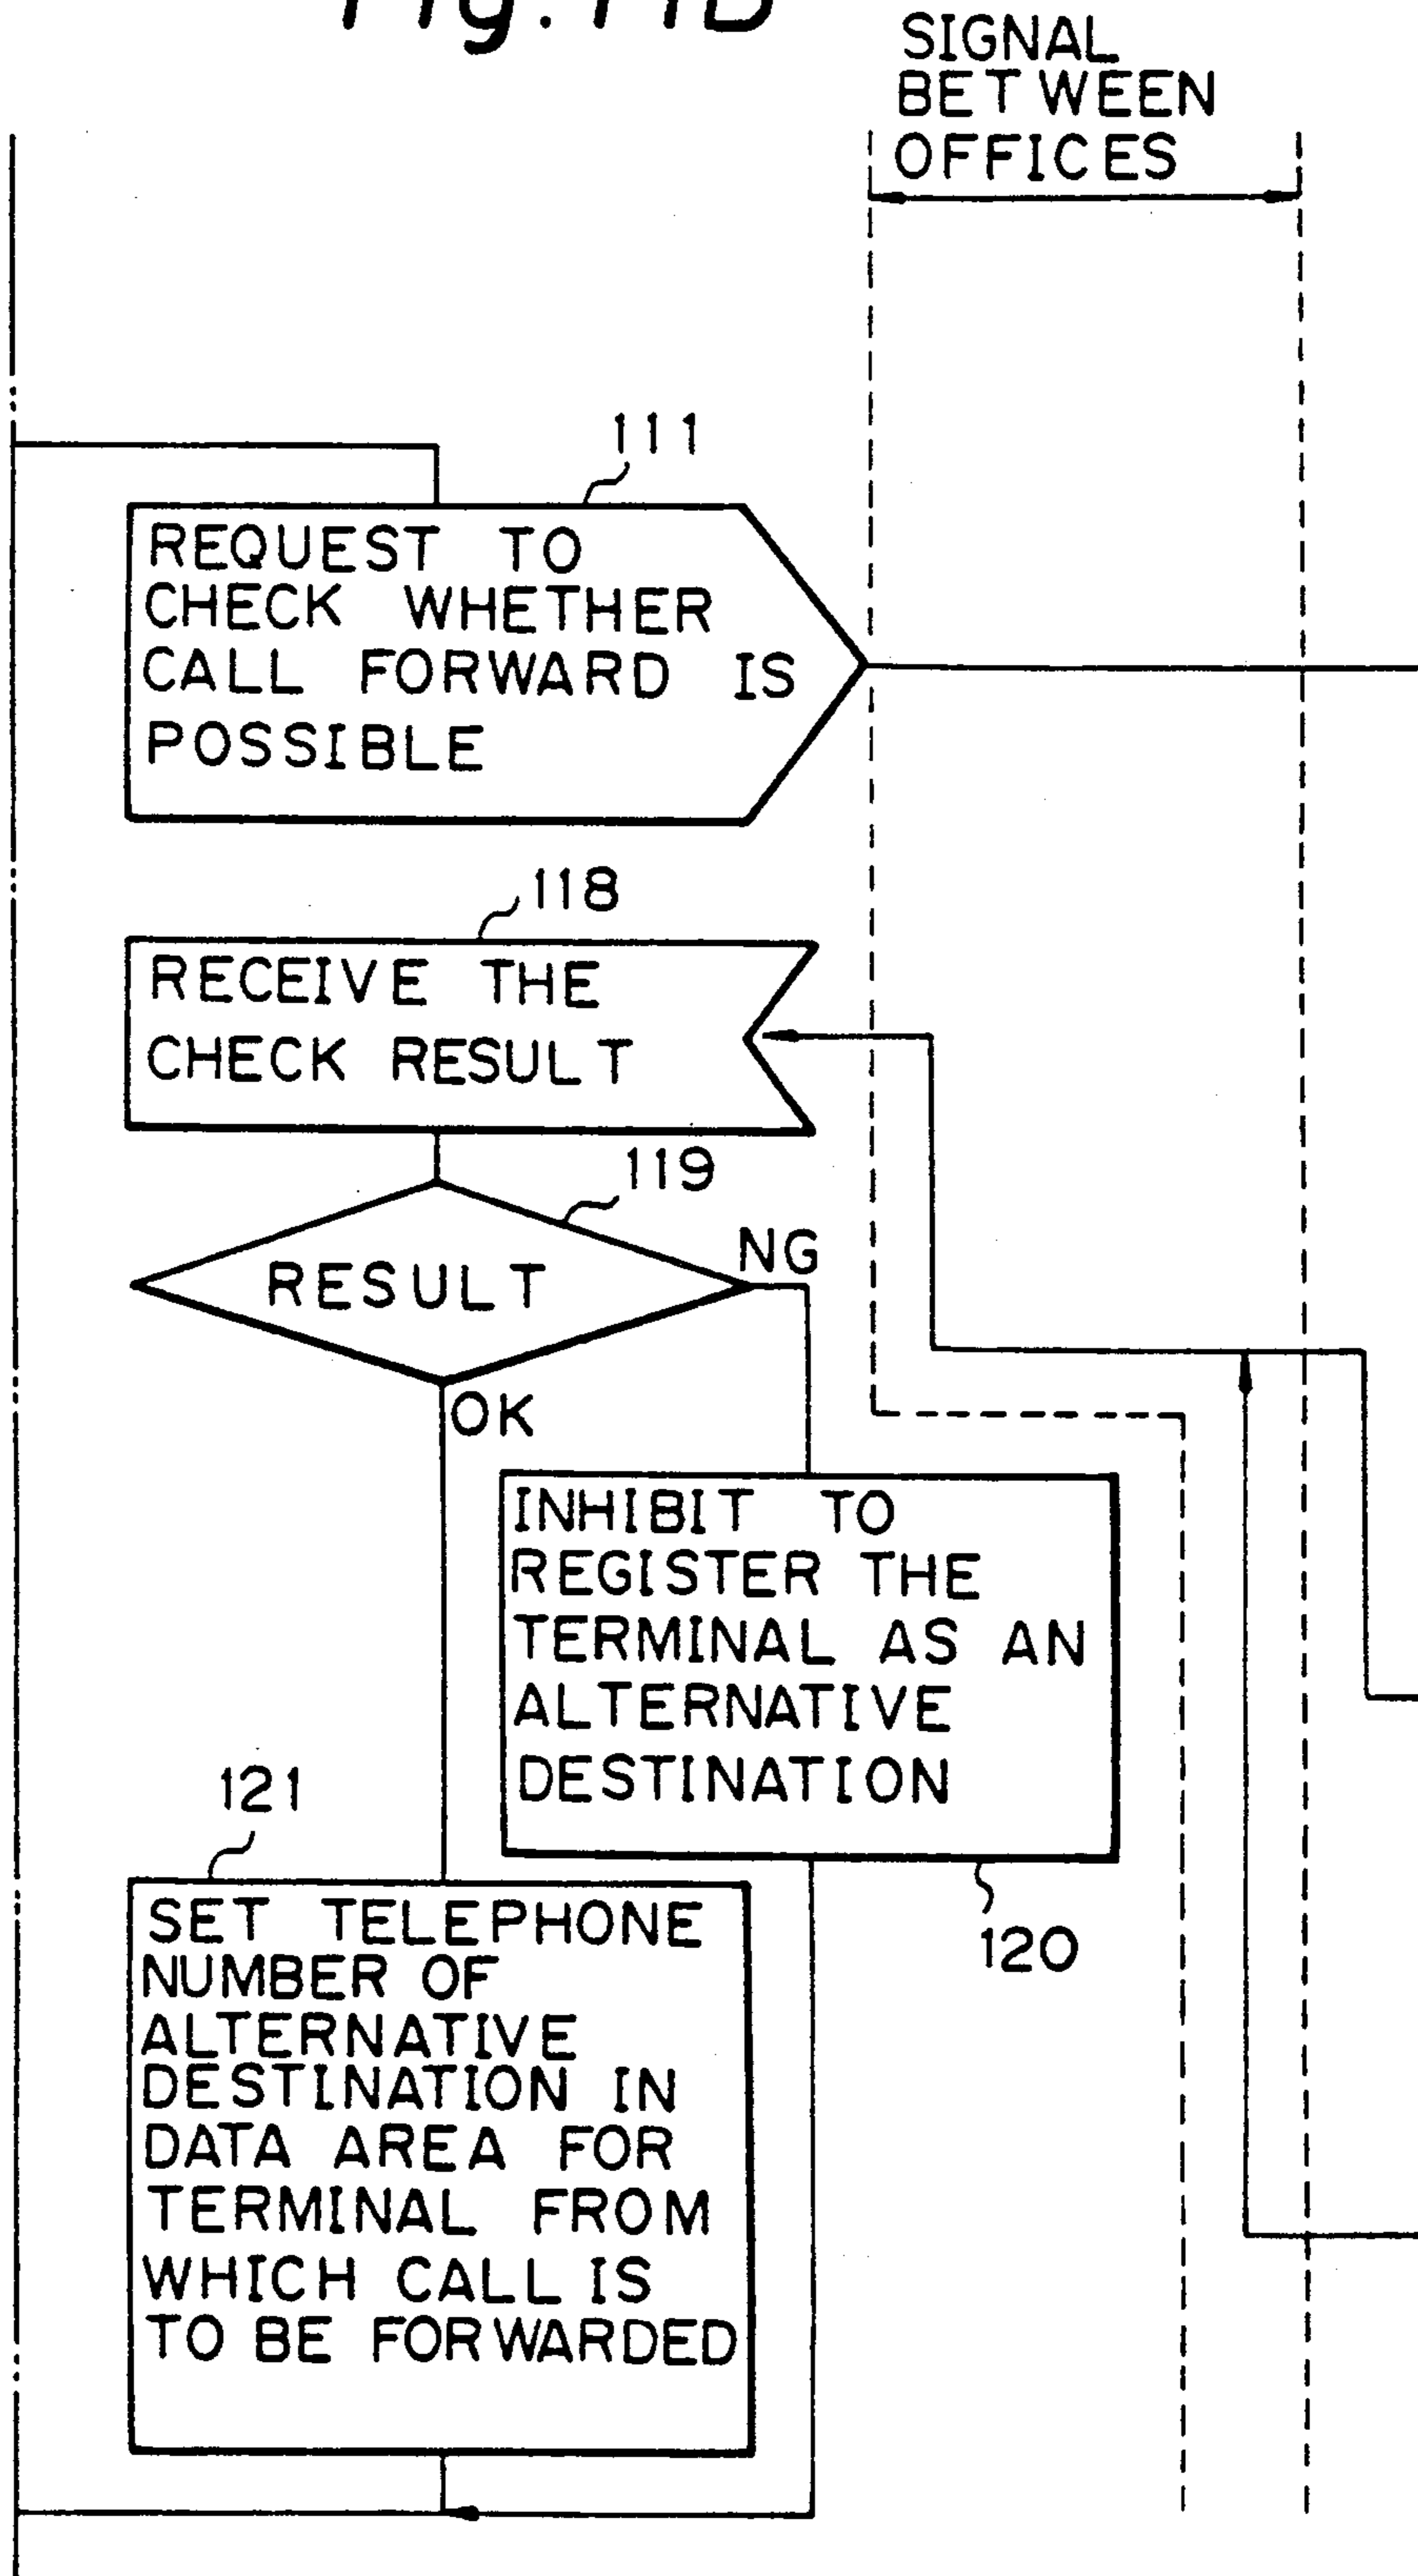 Fig. 11B
SIGNAL
BETWEEN
OFFICES
111
REQUEST TO
CHECK WHETHER
CALL FORWARD IS
POSSIBLE
118
RECEIVE THE
CHECK RESULT
119
RESULT
NG
OK
INHIBIT TO
REGISTER THE
TERMINAL AS AN
ALTERNATIVE
DESTINATION
120
121
SET TELEPHONE
NUMBER OF
ALTERNATIVE
DESTINATION IN
DATA AREA FOR
TERMINAL FROM
WHICH CALL IS
TO BE FORWARDED